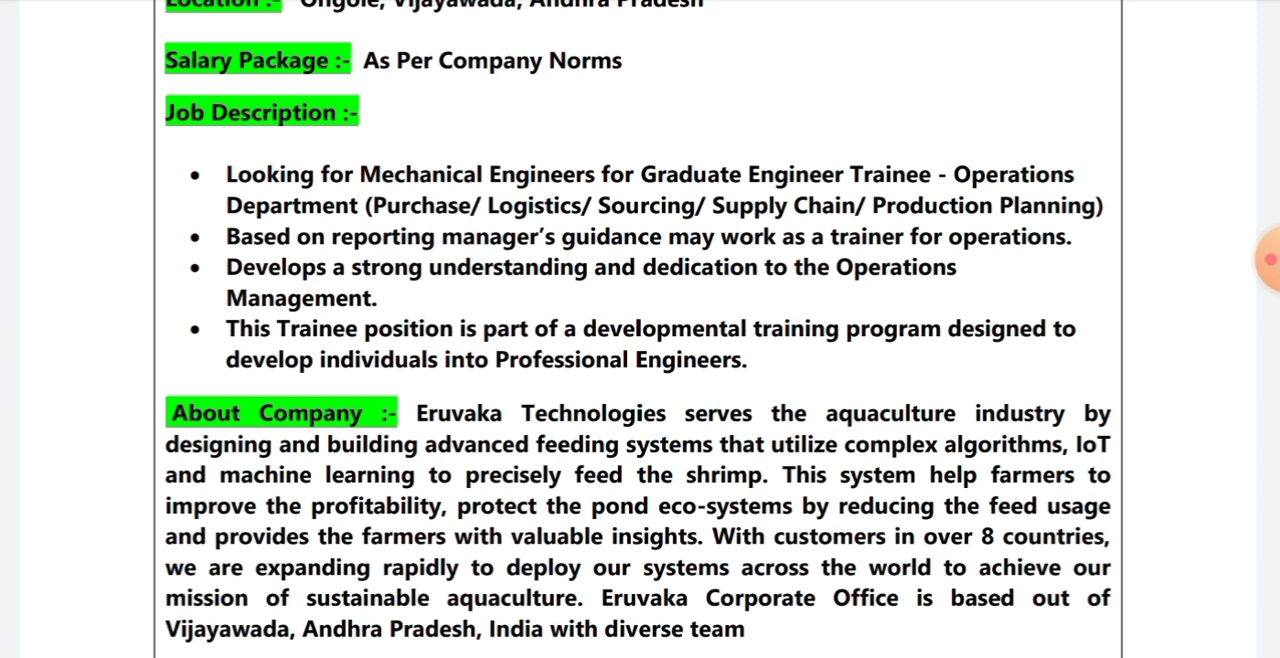 Location :- Ongole, Vijayawada, Andhra Pradesh
Salary Package :- As Per Company Norms
Job Description :-
• Looking for Mechanical Engineers for Graduate Engineer Trainee - Operations
Department (Purchase/ Logistics/ Sourcing/ Supply Chain/ Production Planning)
• Based on reporting manager’s guidance may work as a trainer for operations.
• Develops a strong understanding and dedication to the Operations
Management.
• This Trainee position is part of a developmental training program designed to
develop individuals into Professional Engineers.
About Company :- Eruvaka Technologies serves the aquaculture industry by
designing and building advanced feeding systems that utilize complex algorithms, IoT
and machine learning to precisely feed the shrimp. This system help farmers to
improve the profitability, protect the pond eco-systems by reducing the feed usage
and provides the farmers with valuable insights. With customers in over 8 countries,
we are expanding rapidly to deploy our systems across the world to achieve our
mission of sustainable aquaculture. Eruvaka Corporate Office is based out of
Vijayawada, Andhra Pradesh, India with diverse team